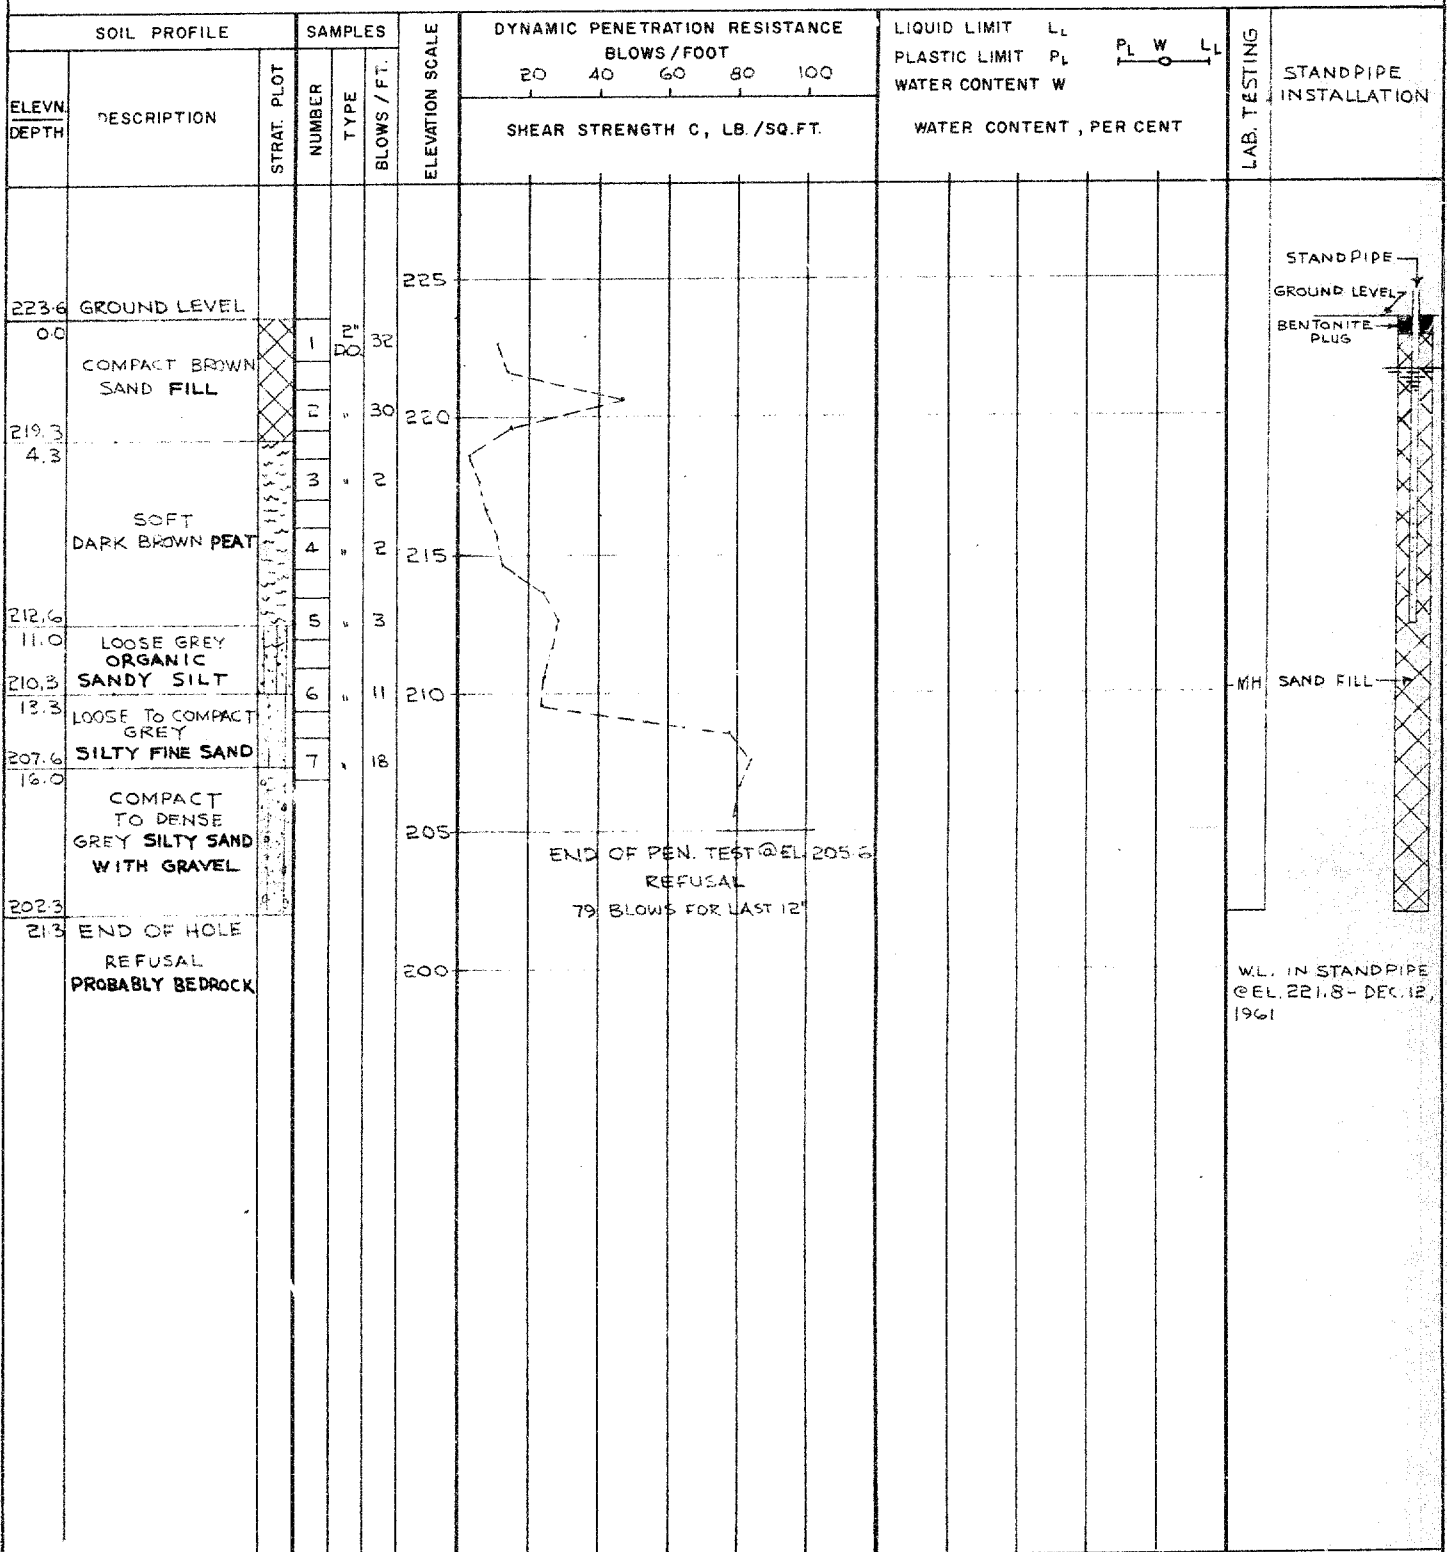 SOIL PROFILE
SAMPLES
ELEVATION SCALE
DYNAMIC PENETRATION RESISTANCE
BLOWS/FOOT
20 40 60 80 100
SHEAR STRENGTH C, LB./SQ.FT.
LIQUID LIMIT LL
PLASTIC LIMIT PL
WATER CONTENT W
PL W LL
WATER CONTENT, PER CENT
LAB. TESTING
STANDPIPE
INSTALLATION
ELEVN.
DEPTH
DESCRIPTION
STRAT. PLOT
NUMBER
TYPE
BLOWS / FT.
223.6 GROUND LEVEL
0.0
COMPACT BROWN
SAND FILL
219.3
4.3
SOFT
DARK BROWN PEAT
212.6
11.0
LOOSE GREY
ORGANIC
SANDY SILT
210.3
13.3
LOOSE TO COMPACT
GREY
SILTY FINE SAND
207.6
16.0
COMPACT
TO DENSE
GREY SILTY SAND
WITH GRAVEL
202.3
21.3 END OF HOLE
REFUSAL
PROBABLY BEDROCK
1 2" D.O. 32
2 " 30
3 " 2
4 " 2
5 " 3
6 " 11
7 " 18
225
220
215
210
205
200
END OF PEN. TEST @ EL. 205.6
REFUSAL
79 BLOWS FOR LAST 12"
MH
STANDPIPE
GROUND LEVEL
BENTONITE
PLUG
SAND FILL
W.L. IN STANDPIPE
@ EL. 221.8 - DEC. 12,
1961